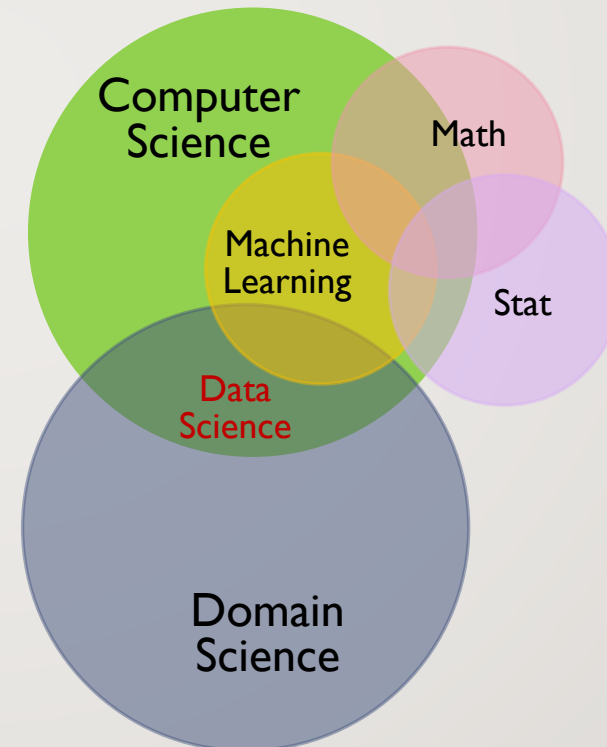 Computer
Science
Math
Machine
Learning
Stat
Data
Science
Domain
Science